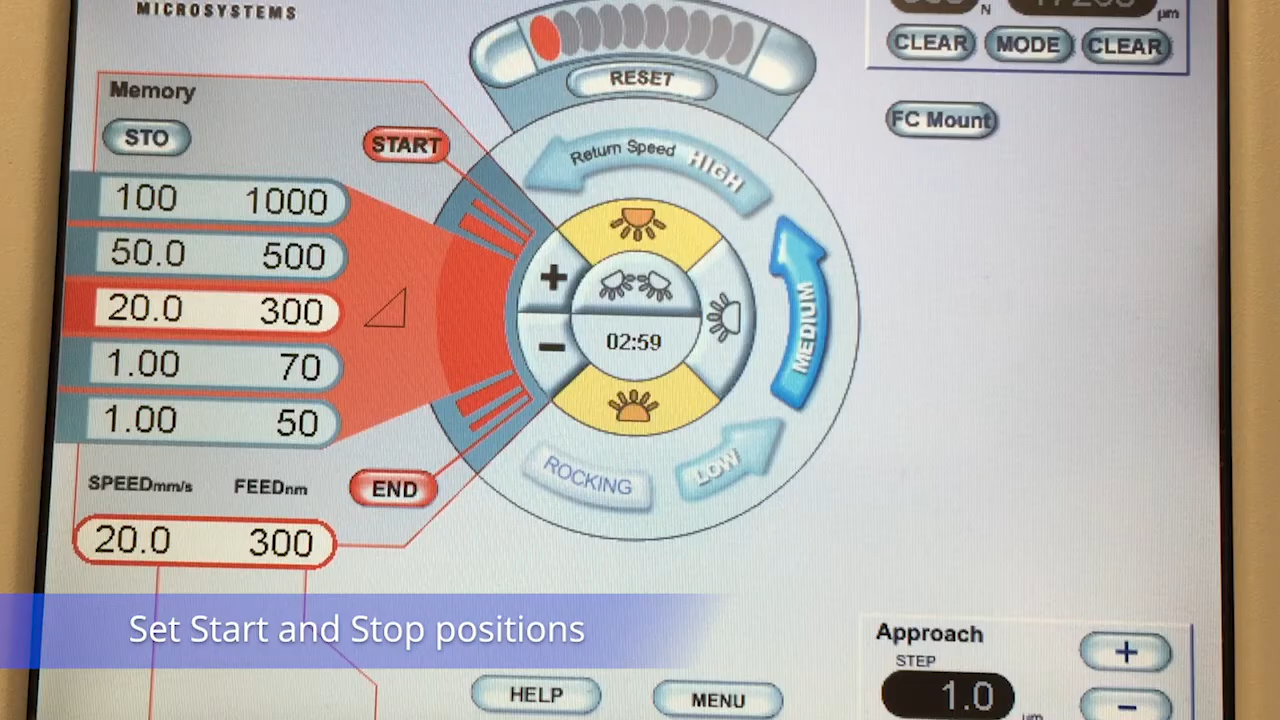 MICROSYSTEMS
N
µm
CLEAR MODE CLEAR
RESET
Memory
STO
START
FC Mount
Return Speed HIGH
100 1000
50.0 500
20.0 300
1.00 70
1.00 50
+
−
02:59
MEDIUM
LOW
ROCKING
SPEEDmm/s FEEDnm
END
20.0 300
Set Start and Stop positions
Approach
STEP
1.0
+
−
HELP
MENU